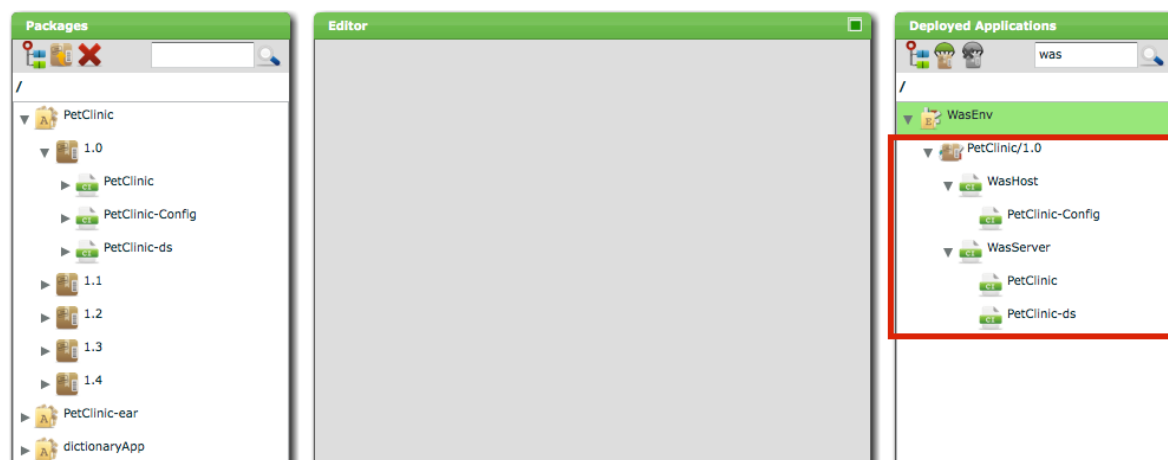 Packages
/
PetClinic
1.0
PetClinic
PetClinic-Config
PetClinic-ds
1.1
1.2
1.3
1.4
PetClinic-ear
dictionaryApp
Editor
Deployed Applications
was
/
WasEnv
PetClinic/1.0
WasHost
PetClinic-Config
WasServer
PetClinic
PetClinic-ds